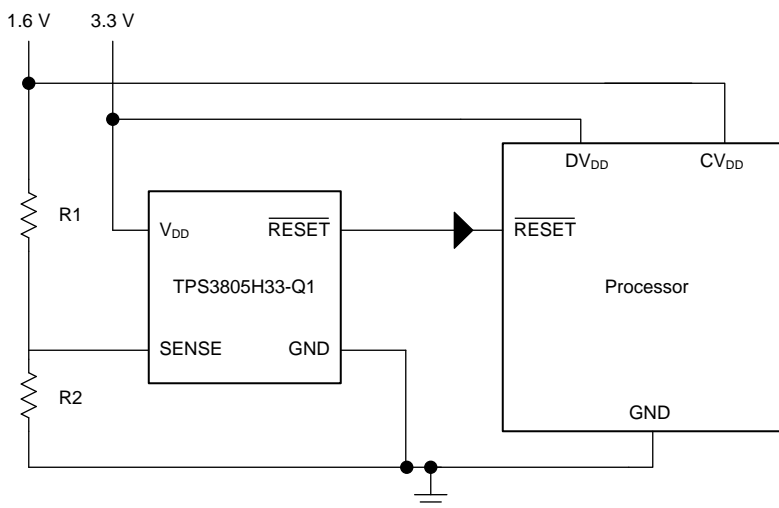 1.6 V 3.3 V
DVDD CVDD
R1
VDD RESET RESET
TPS3805H33-Q1 Processor
SENSE GND
R2
GND